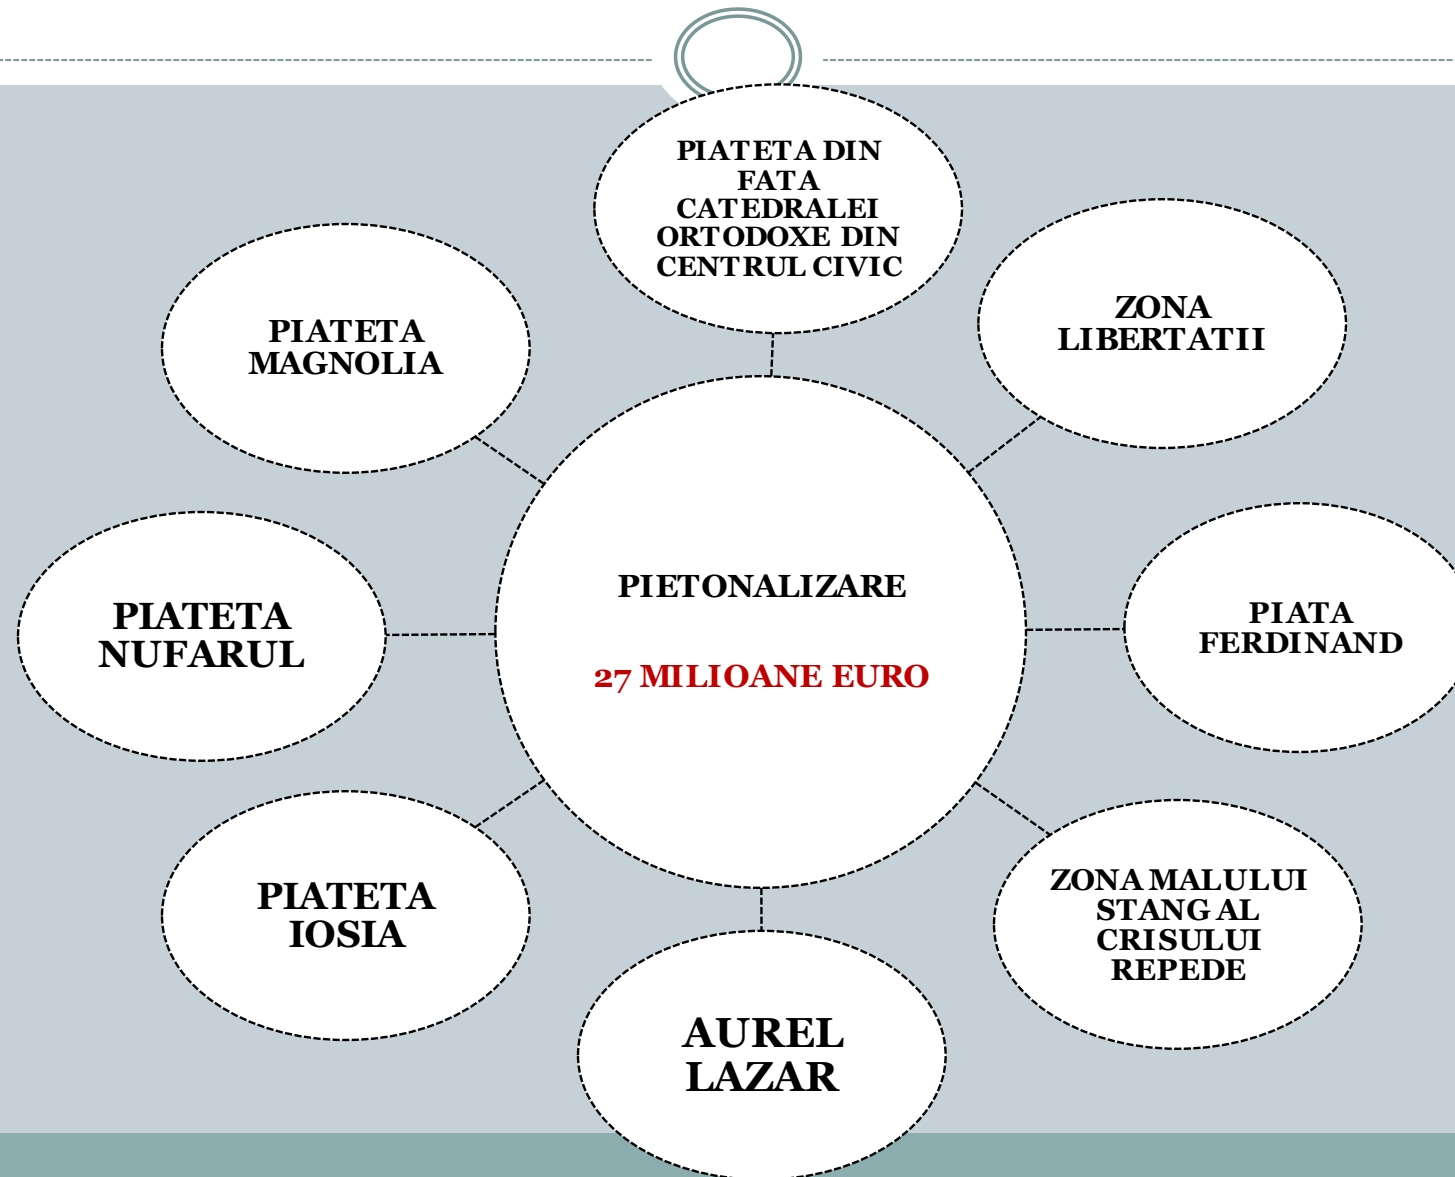 PIATETA DIN
FATA
CATEDRALEI
ORTODOXE DIN
CENTRUL CIVIC
ZONA
LIBERTATII
PIATETA
MAGNOLIA
PIETONALIZARE
27 MILIOANE EURO
PIATETA
NUFARUL
PIATA
FERDINAND
PIATETA
IOSIA
ZONA MALULUI
STANG AL
CRISULUI
REPEDE
AUREL
LAZAR